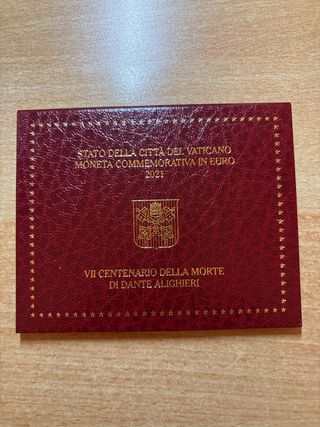 STATO DELLA CITTÀ DEL VATICANO
MONETA COMMEMORATIVA IN EURO
2021
VII CENTENARIO DELLA MORTE
DI DANTE ALIGHIERI